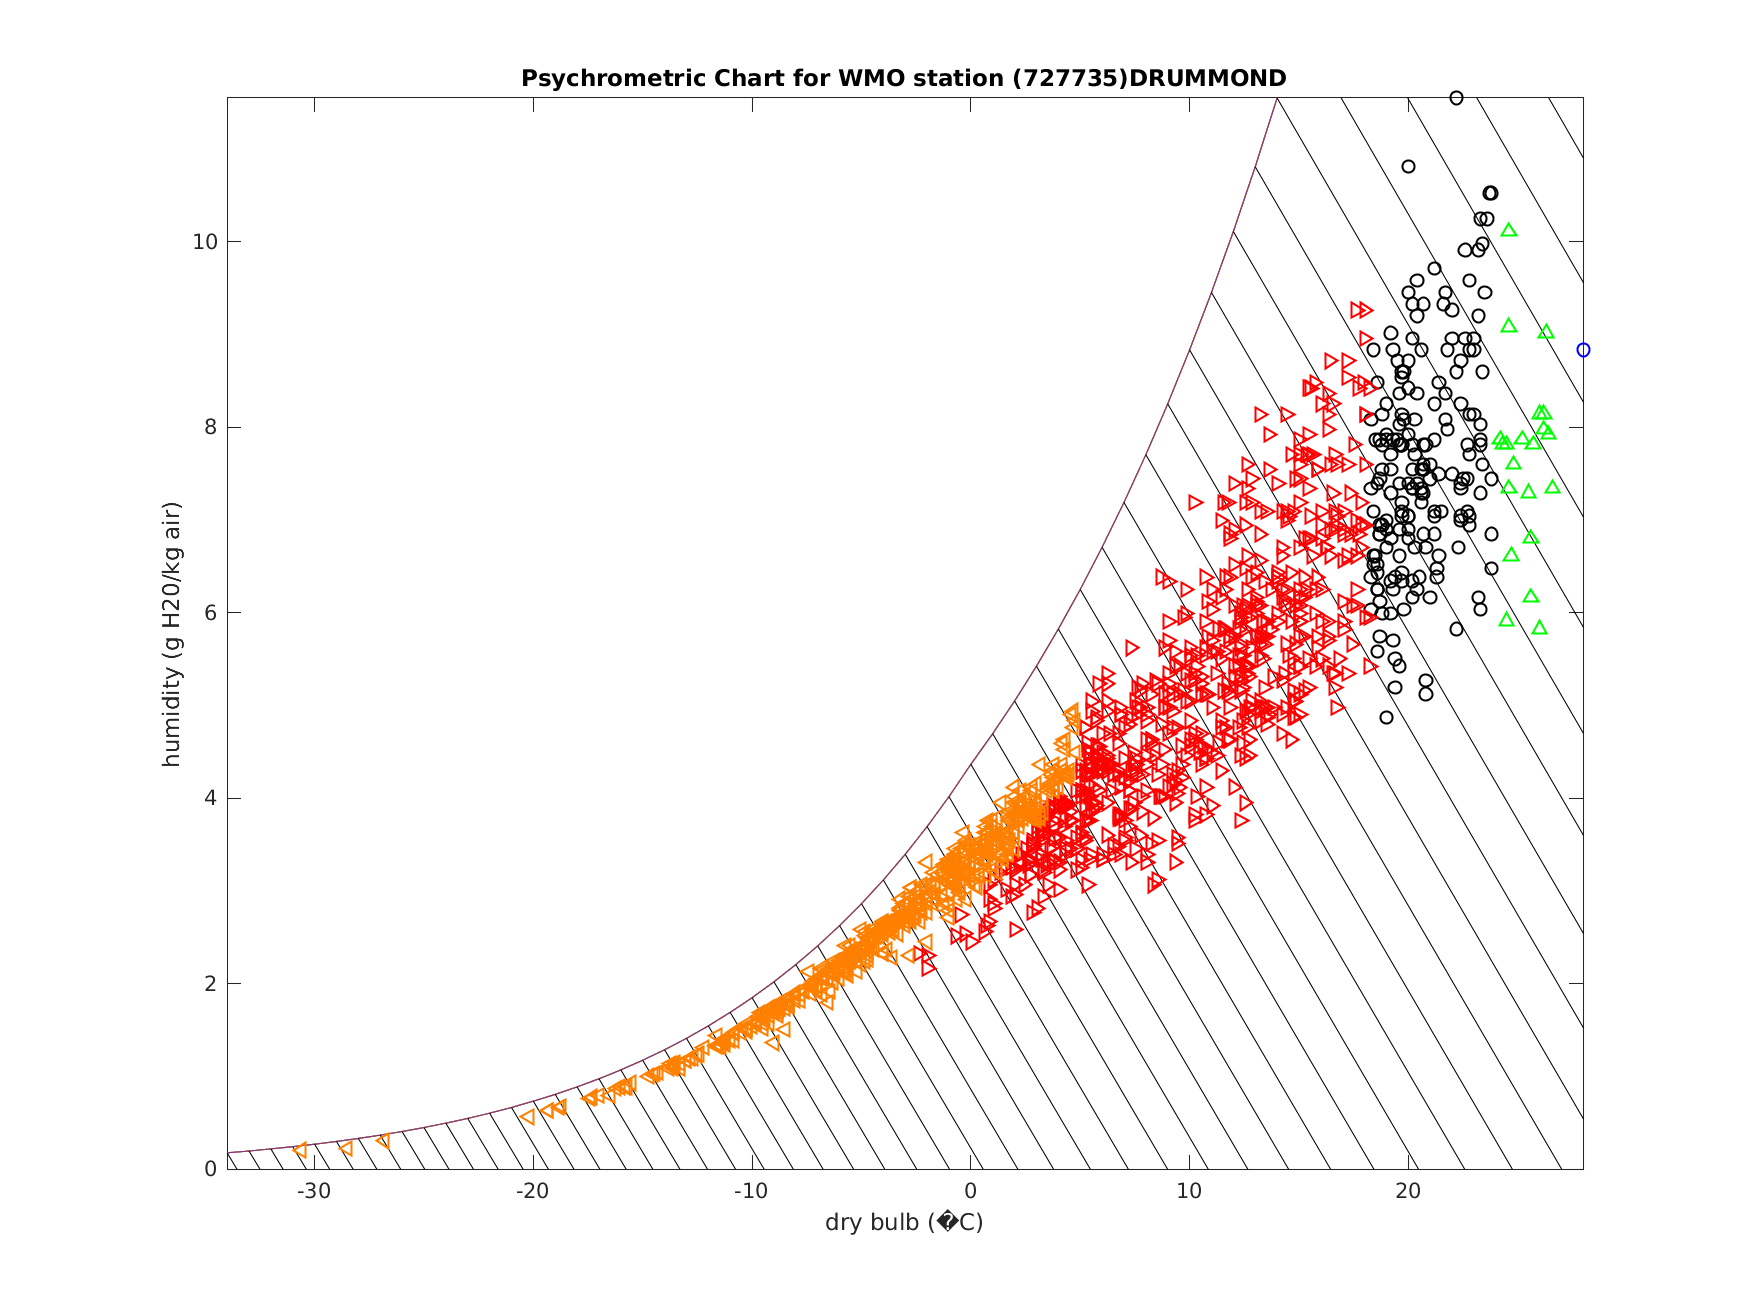 Psychrometric Chart for WMO station (727735)DRUMMOND
humidity (g H20/kg air)
10
8
6
4
2
0
-30 -20 -10 0 10 20
dry bulb (�C)